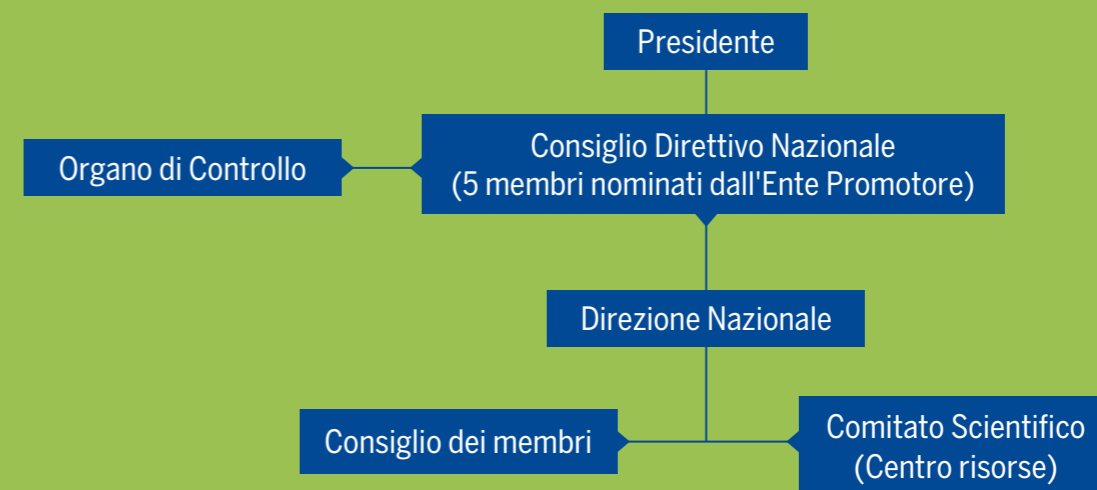 Presidente
Organo di Controllo
Consiglio Direttivo Nazionale
(5 membri nominati dall'Ente Promotore)
Direzione Nazionale
Consiglio dei membri
Comitato Scientifico
(Centro risorse)